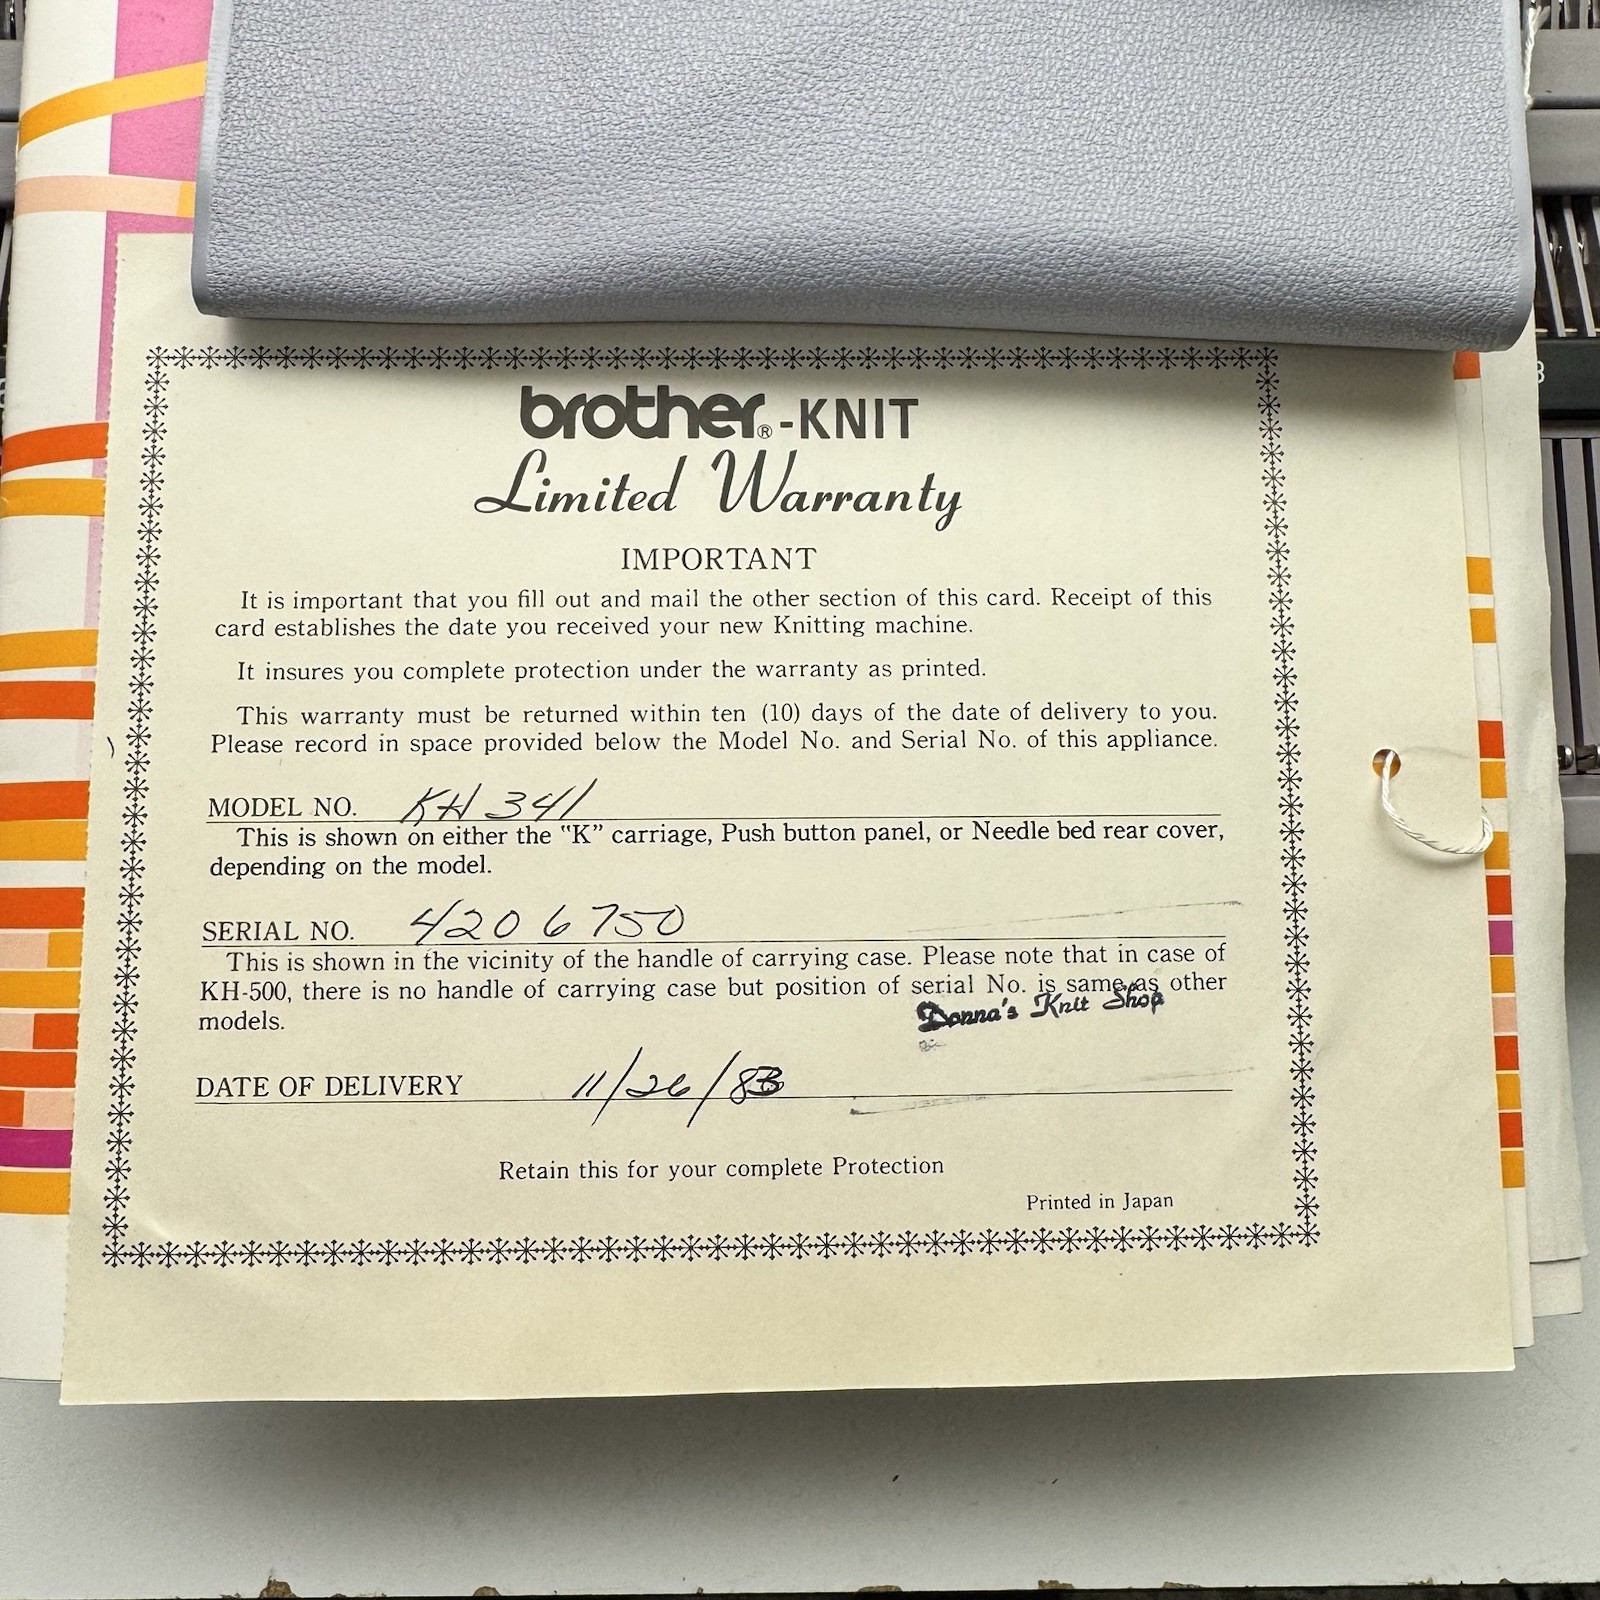 brother®-KNIT
Limited Warranty
IMPORTANT
It is important that you fill out and mail the other section of this card. Receipt of this
card establishes the date you received your new Knitting machine.
It insures you complete protection under the warranty as printed.
This warranty must be returned within ten (10) days of the date of delivery to you.
Please record in space provided below the Model No. and Serial No. of this appliance.
MODEL NO. KH 341
This is shown on either the “K” carriage, Push button panel, or Needle bed rear cover,
depending on the model.
SERIAL NO. 4206750
This is shown in the vicinity of the handle of carrying case. Please note that in case of
KH-500, there is no handle of carrying case but position of serial No. is same as other
models.
Donna's Knit Shop
DATE OF DELIVERY 11/26/83
Retain this for your complete Protection
Printed in Japan